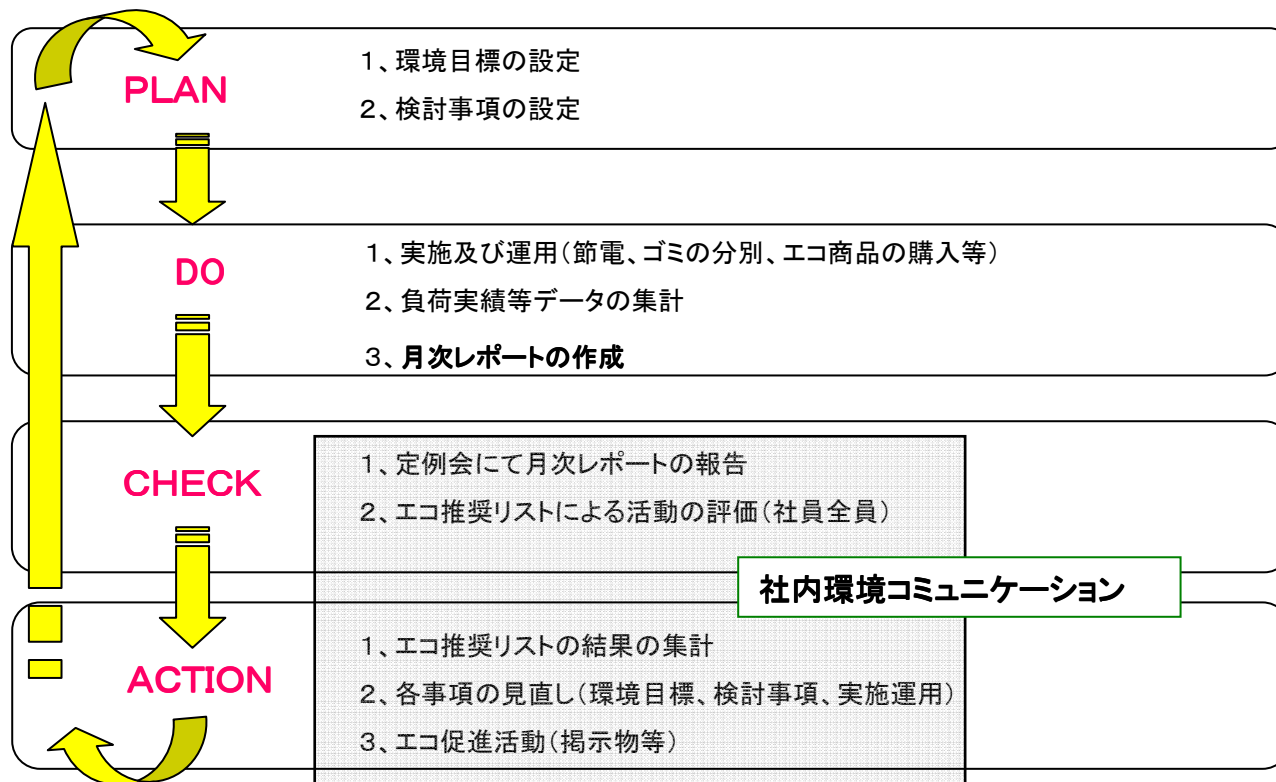 PLAN
1、環境目標の設定
2、検討事項の設定
DO
1、実施及び運用(節電、ゴミの分別、エコ商品の購入等)
2、負荷実績等データの集計
3、月次レポートの作成
CHECK
1、定例会にて月次レポートの報告
2、エコ推奨リストによる活動の評価(社員全員)
社内環境コミュニケーション
ACTION
1、エコ推奨リストの結果の集計
2、各事項の見直し(環境目標、検討事項、実施運用)
3、エコ促進活動(掲示物等)